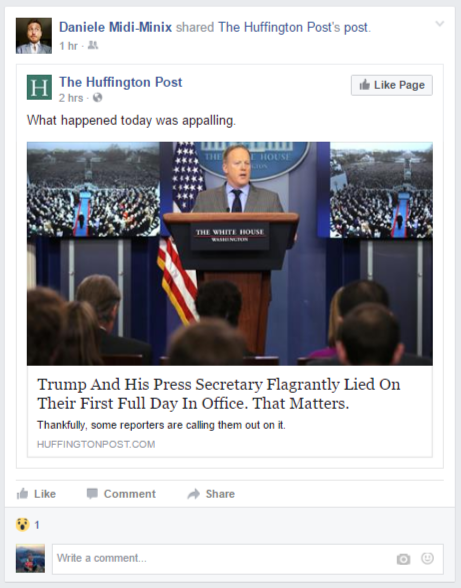 Daniele Midi-Minix shared The Huffington Post's post.
1 hr ·
H
The Huffington Post
2 hrs ·
Like Page
What happened today was appalling.
THE WHITE HOUSE
WASHINGTON
THE WHITE HOUSE
WASHINGTON
Trump And His Press Secretary Flagrantly Lied On
Their First Full Day In Office. That Matters.
Thankfully, some reporters are calling them out on it.
HUFFINGTONPOST.COM
Like Comment Share
1
Write a comment...